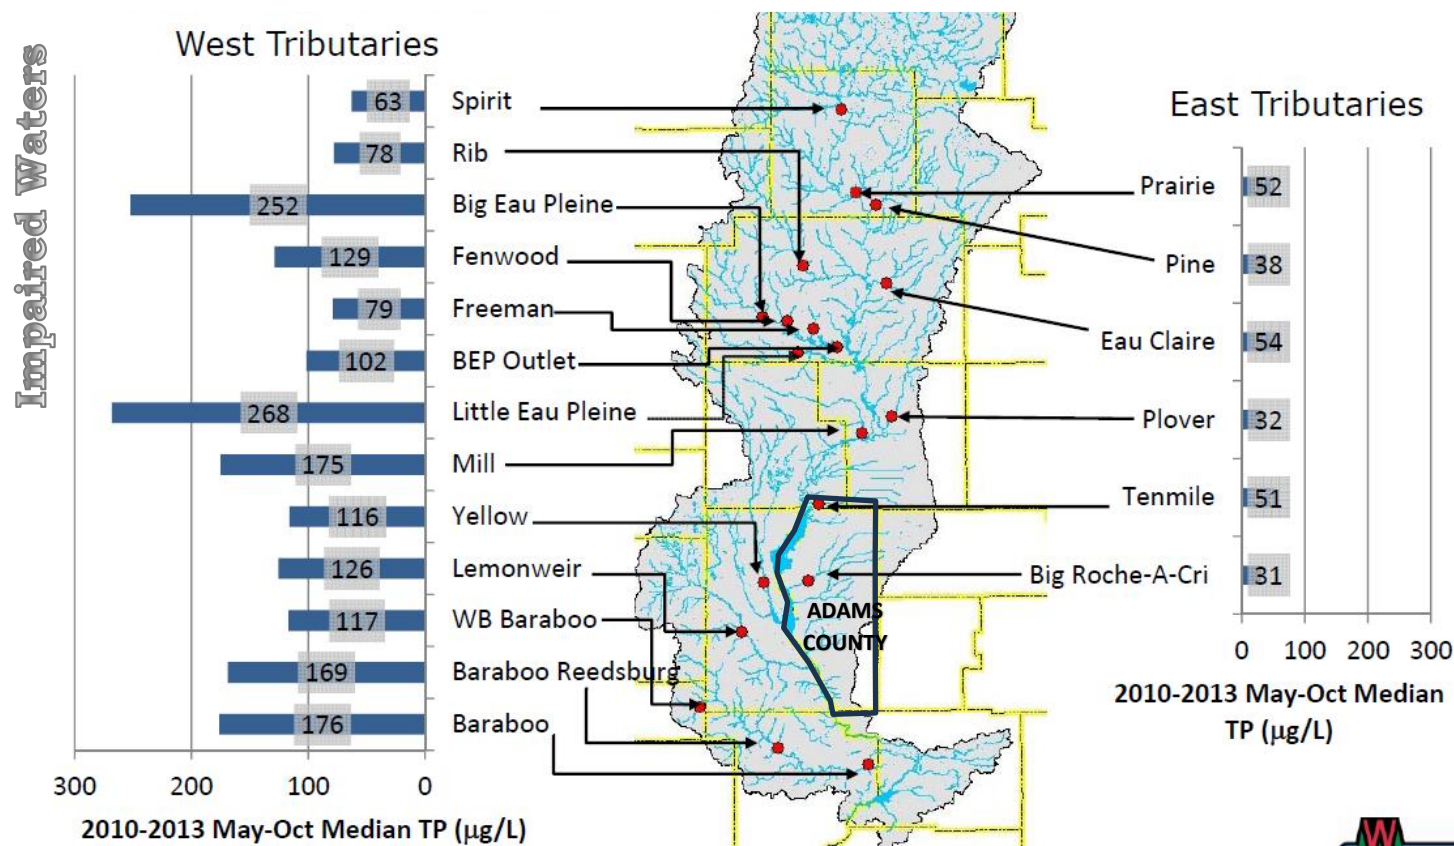 Impaired Waters
West Tributaries
63 Spirit
78 Rib
252 Big Eau Pleine
129 Fenwood
79 Freeman
102 BEP Outlet
268 Little Eau Pleine
175 Mill
116 Yellow
126 Lemonweir
117 WB Baraboo
169 Baraboo Reedsburg
176 Baraboo
300 200 100 0
2010-2013 May-Oct Median TP (µg/L)
ADAMS
COUNTY
East Tributaries
Prairie 52
Pine 38
Eau Claire 54
Plover 32
Tenmile 51
Big Roche-A-Cri 31
0 100 200 300
2010-2013 May-Oct Median
TP (µg/L)
W